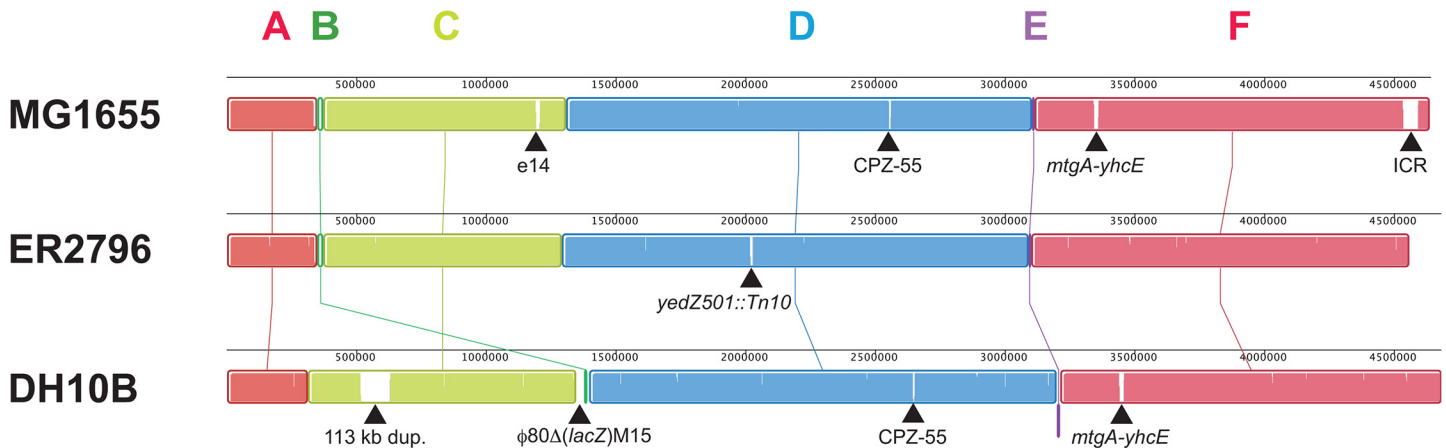 A B C D E F
500000 1000000 1500000 2000000 2500000 3000000 3500000 4000000 4500000
MG1655
e14 CPZ-55 mtgA-yhcE ICR
500000 1000000 1500000 2000000 2500000 3000000 3500000 4000000 4500000
ER2796
yedZ501::Tn10
500000 1000000 1500000 2000000 2500000 3000000 3500000 4000000 4500000
DH10B
113 kb dup. ϕ80Δ(lacZ)M15 CPZ-55 mtgA-yhcE